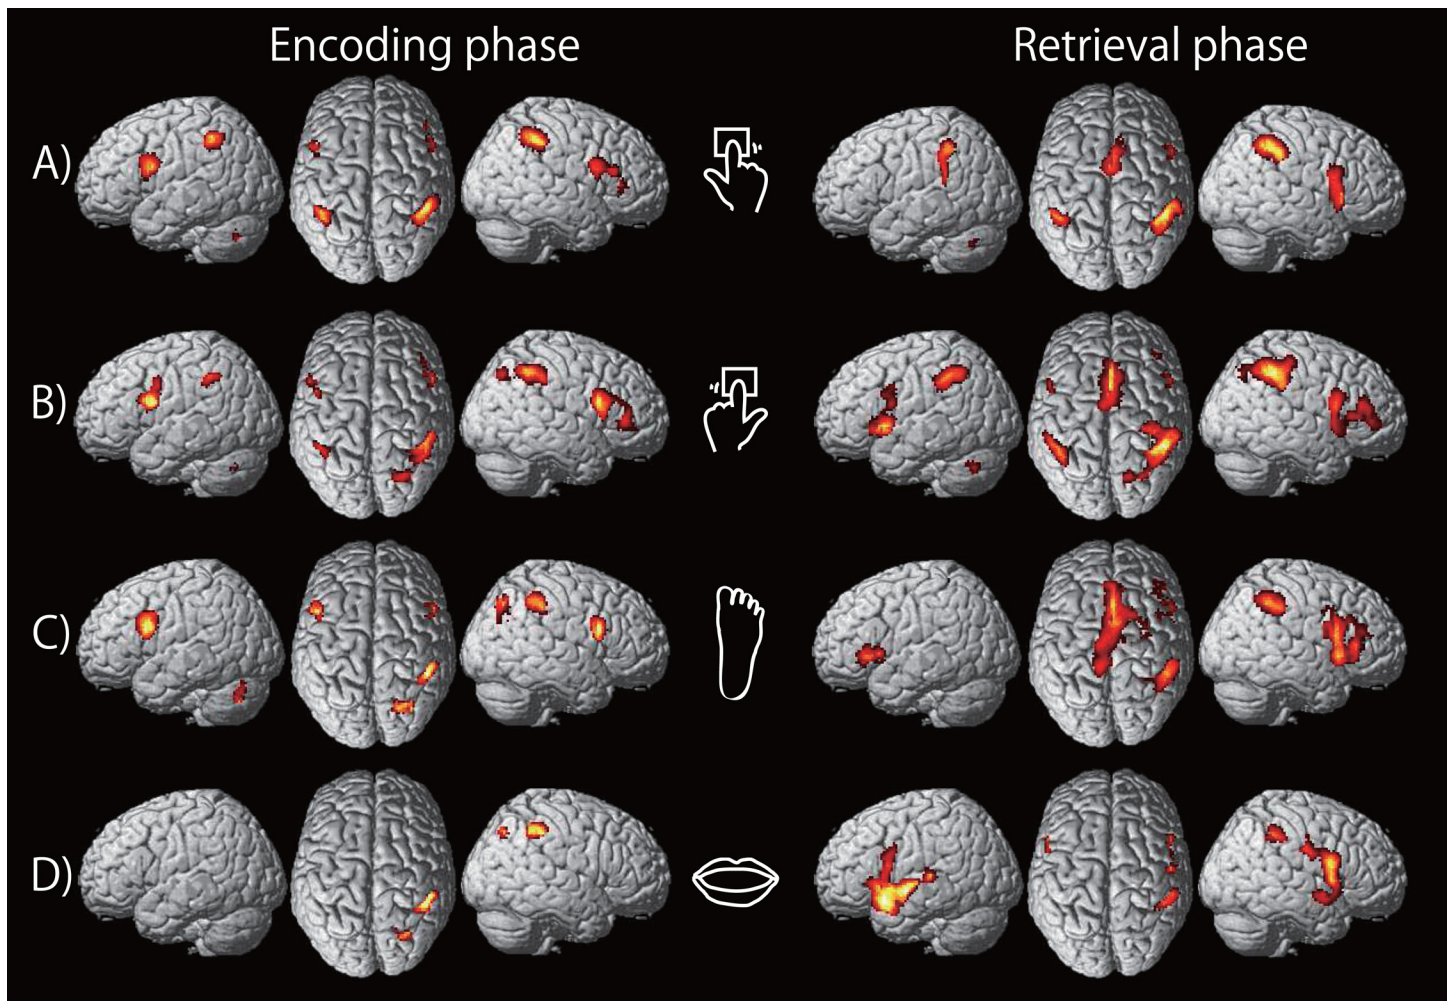 Encoding phase
Retrieval phase
A)
B)
C)
D)